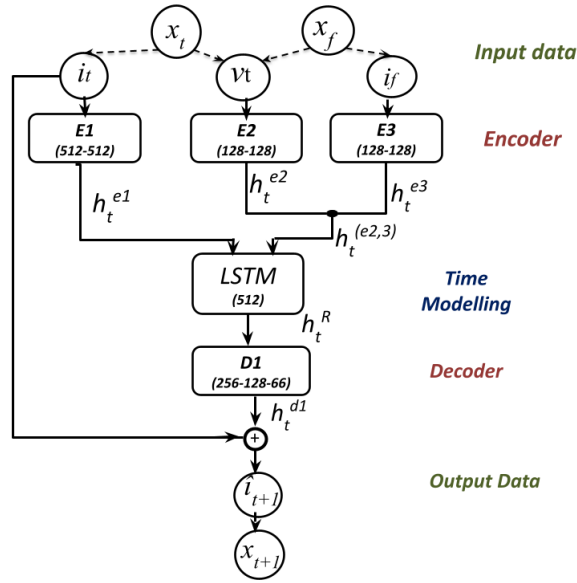 x_t x_f
Input data
i_t v_t i_f
E1 E2 E3
(512-512) (128-128) (128-128)
Encoder
h_t^{e1} h_t^{e2} h_t^{e3}
h_t^{(e2,3)}
LSTM
(512)
Time
Modelling
h_t^R
D1
(256-128-66)
Decoder
h_t^{d1}
+
î_{t+1}
Output Data
x_{t+1}